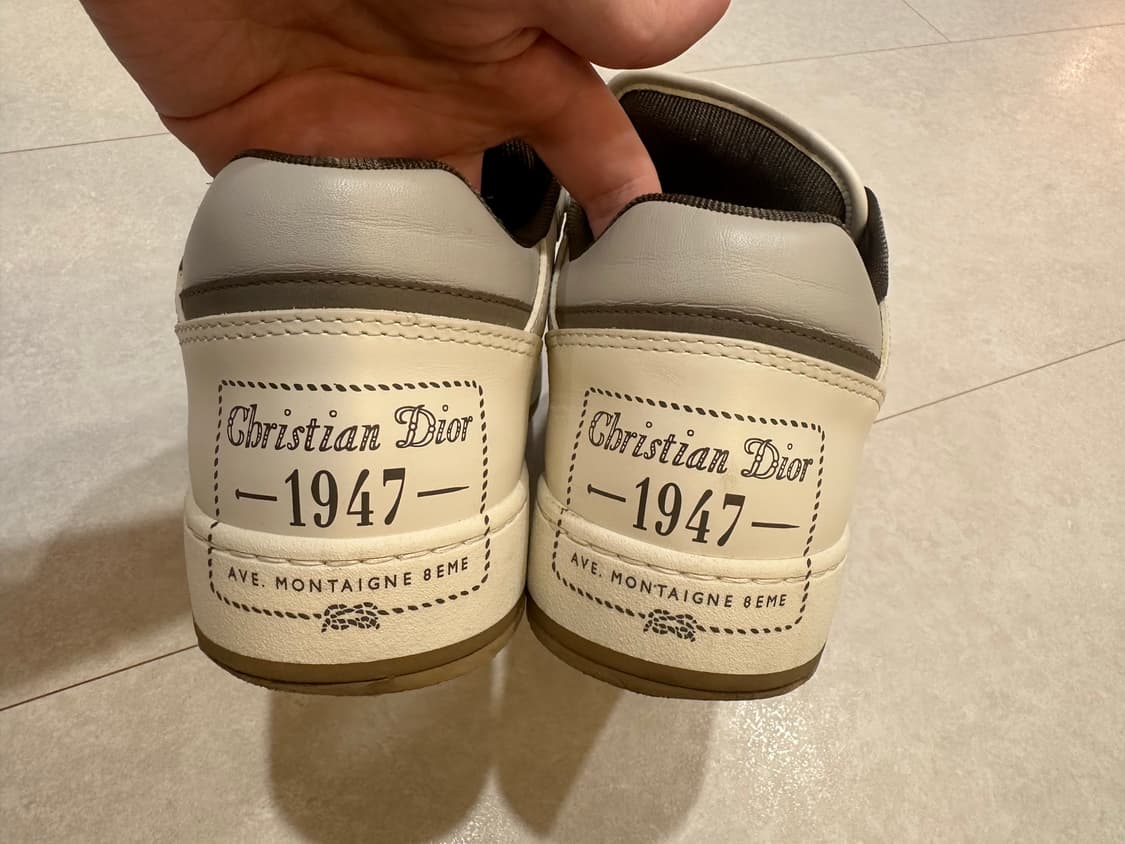 Christian Dior
1947
AVE. MONTAIGNE 8EME
Christian Dior
1947
AVE. MONTAIGNE 8EME